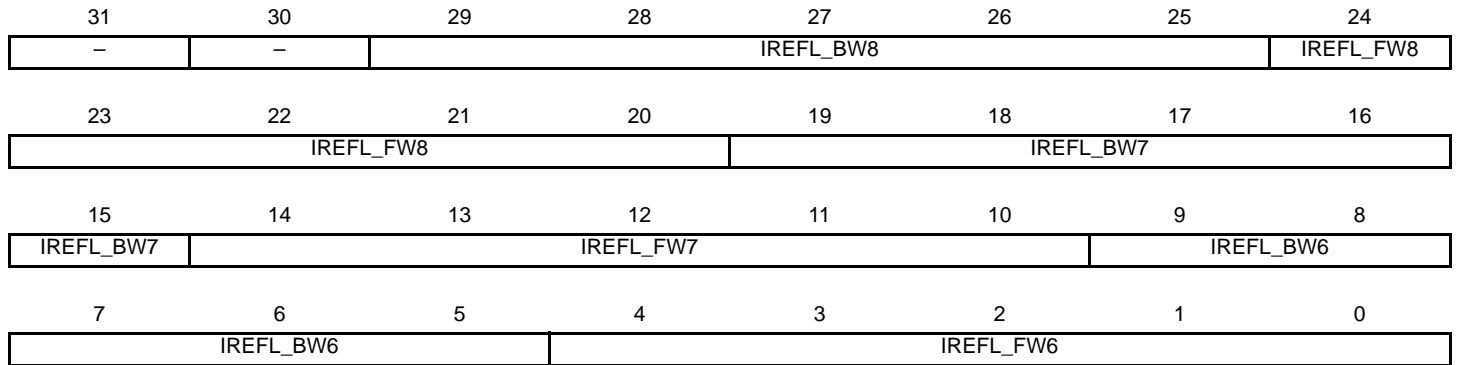 31 30 29 28 27 26 25 24
– – IREFL_BW8 IREFL_FW8
23 22 21 20 19 18 17 16
IREFL_FW8 IREFL_BW7
15 14 13 12 11 10 9 8
IREFL_BW7 IREFL_FW7 IREFL_BW6
7 6 5 4 3 2 1 0
IREFL_BW6 IREFL_FW6